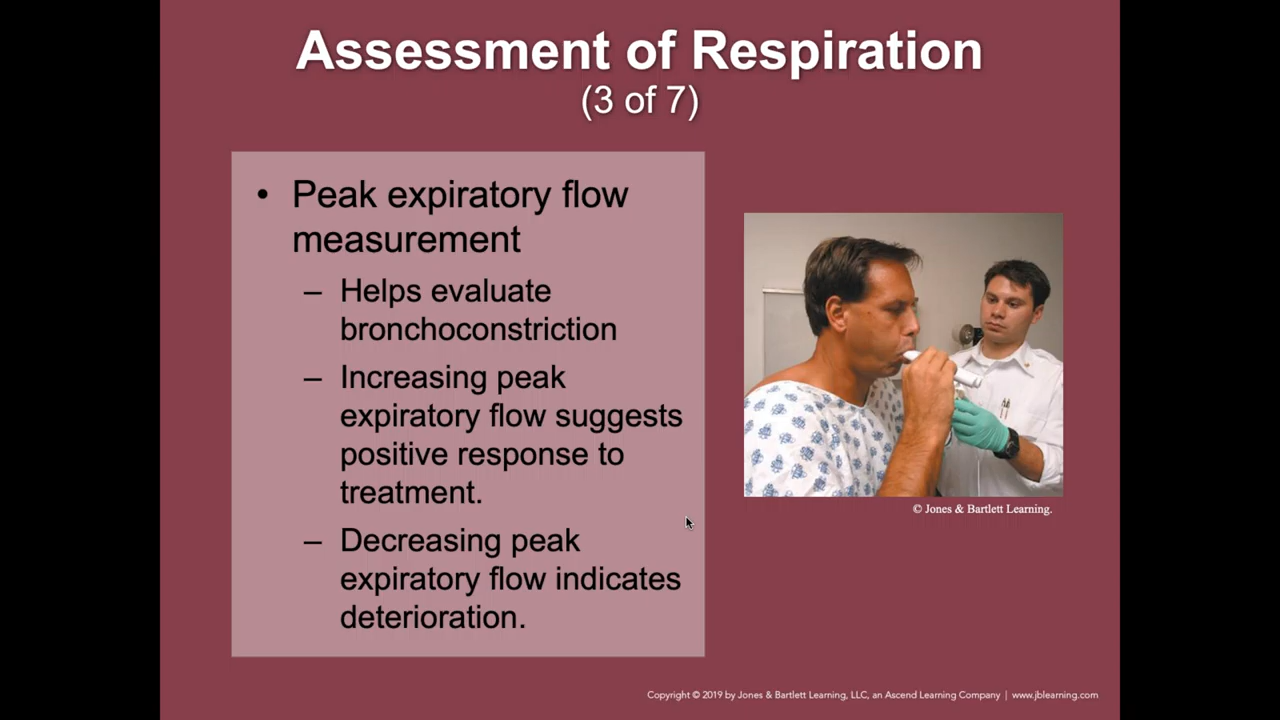 Assessment of Respiration
(3 of 7)
• Peak expiratory flow
measurement
– Helps evaluate
bronchoconstriction
– Increasing peak
expiratory flow suggests
positive response to
treatment.
– Decreasing peak
expiratory flow indicates
deterioration.
© Jones & Bartlett Learning.
Copyright © 2019 by Jones & Bartlett Learning, LLC, an Ascend Learning Company | www.jblearning.com